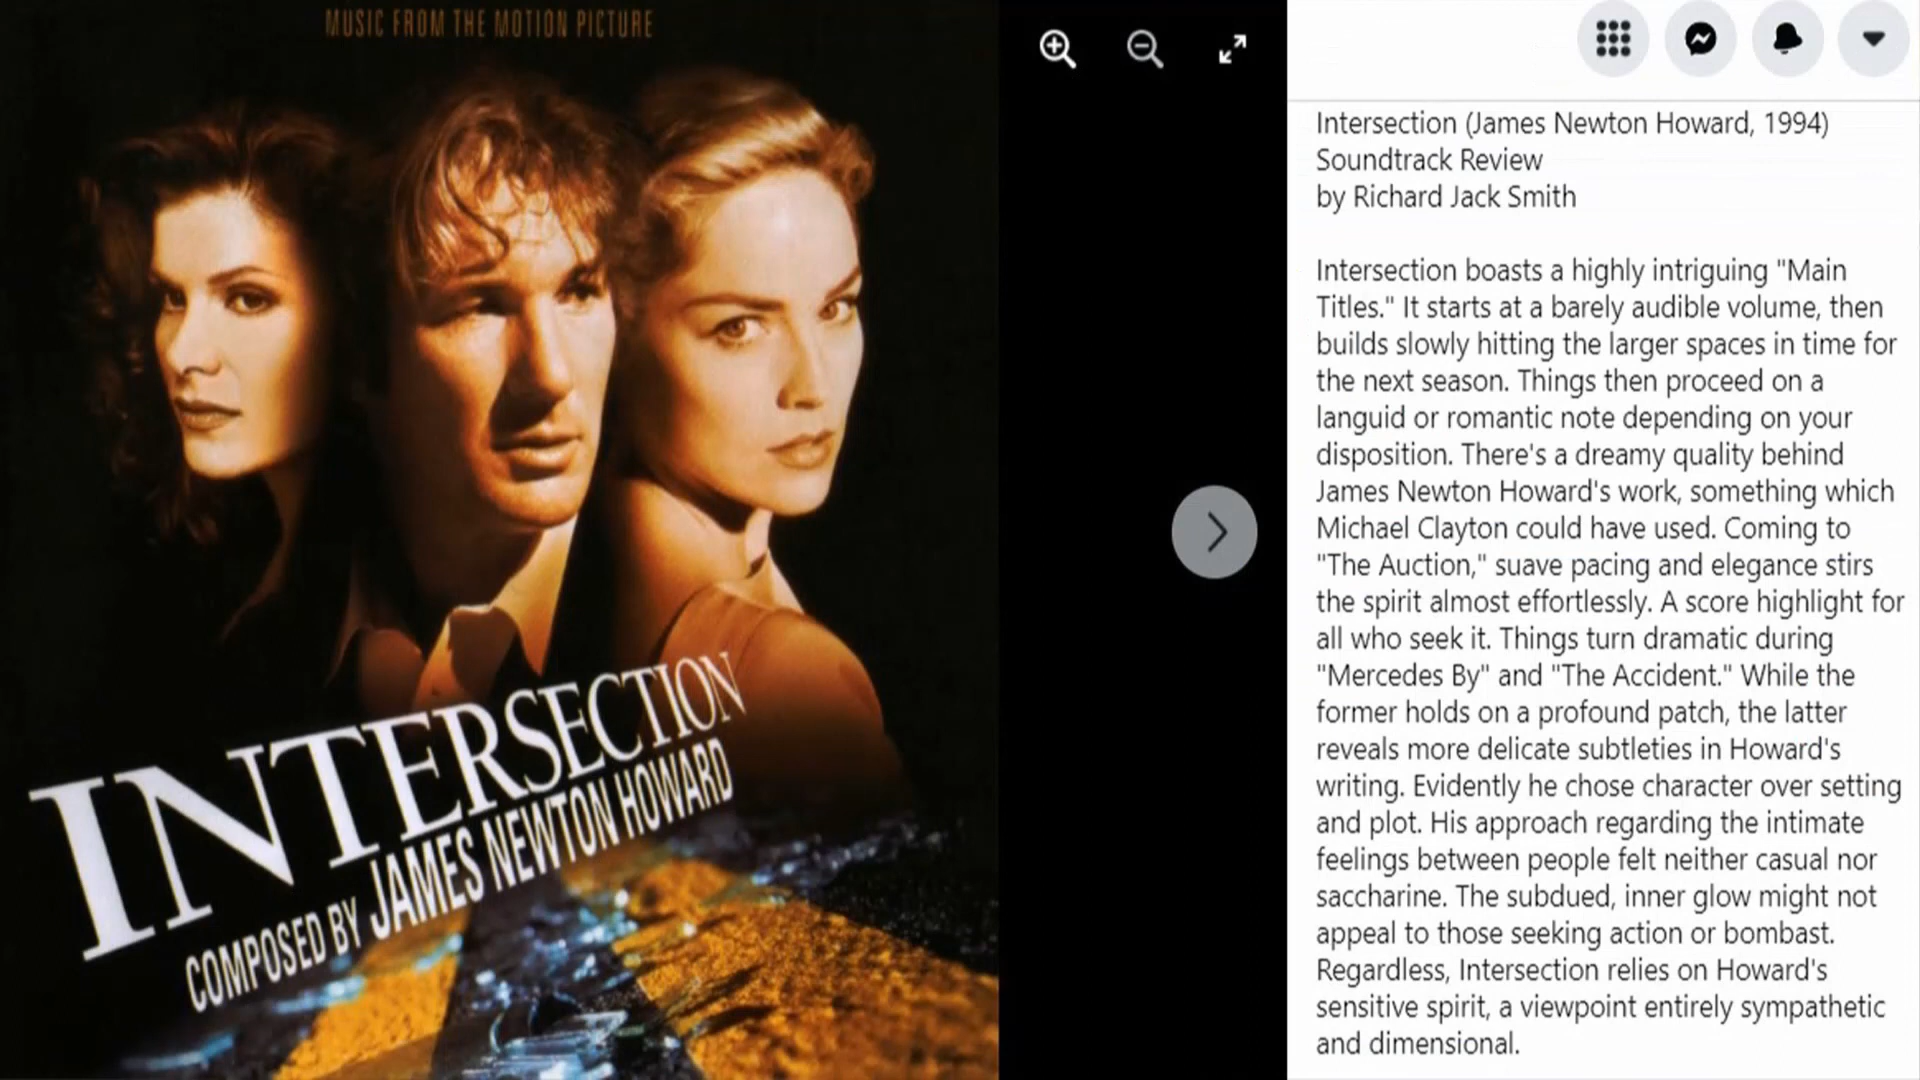 MUSIC FROM THE MOTION PICTURE
INTERSECTION
COMPOSED BY JAMES NEWTON HOWARD
Intersection (James Newton Howard, 1994)
Soundtrack Review
by Richard Jack Smith
Intersection boasts a highly intriguing "Main
Titles." It starts at a barely audible volume, then
builds slowly hitting the larger spaces in time for
the next season. Things then proceed on a
languid or romantic note depending on your
disposition. There's a dreamy quality behind
James Newton Howard's work, something which
Michael Clayton could have used. Coming to
"The Auction," suave pacing and elegance stirs
the spirit almost effortlessly. A score highlight for
all who seek it. Things turn dramatic during
"Mercedes By" and "The Accident." While the
former holds on a profound patch, the latter
reveals more delicate subtleties in Howard's
writing. Evidently he chose character over setting
and plot. His approach regarding the intimate
feelings between people felt neither casual nor
saccharine. The subdued, inner glow might not
appeal to those seeking action or bombast.
Regardless, Intersection relies on Howard's
sensitive spirit, a viewpoint entirely sympathetic
and dimensional.